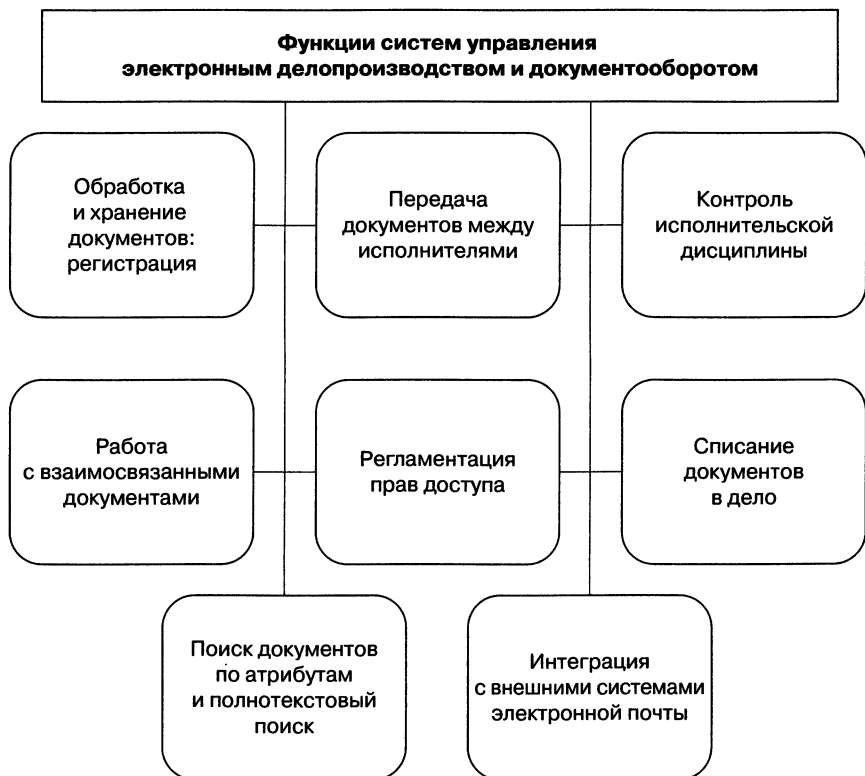 Функции систем управления
электронным делопроизводством и документооборотом
Обработка
и хранение
документов:
регистрация
Передача
документов между
исполнителями
Контроль
исполнительской
дисциплины
Работа
с взаимосвязанными
документами
Регламентация
прав доступа
Списание
документов
в дело
Поиск документов
по атрибутам
и полнотекстовый
поиск
Интеграция
с внешними системами
электронной почты